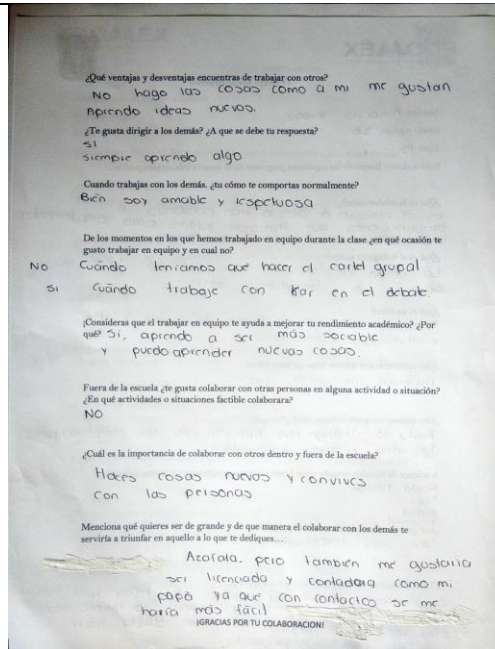 ¿Qué ventajas y desventajas encuentras de trabajar con otros?
No hago las cosas como a mi me gustan
Aprendo ideas nuevas.
¿Te gusta dirigir a los demás? ¿A que se debe tu respuesta?
SI
siempre aprendo algo
Cuando trabajas con los demás, ¿tu cómo te comportas normalmente?
Bien soy amable y respetuosa
De los momentos en los que hemos trabajado en equipo durante la clase ¿en qué ocasión te
gusto trabajar en equipo y en cual no?
NO Cuándo teniamos que hacer el cartel grupal
SI Cuándo trabaje con Kar en el debate
¿Consideras que el trabajar en equipo te ayuda a mejorar tu rendimiento académico? ¿Por
qué? Si, aprendo a ser más sociable
y puedo aprender nuevas cosas.
Fuera de la escuela ¿te gusta colaborar con otras personas en alguna actividad o situación?
¿En qué actividades o situaciones factible colaborara?
NO
¿Cuál es la importancia de colaborar con otros dentro y fuera de la escuela?
Haces cosas nuevas y convives
con las personas
Menciona qué quieres ser de grande y de que manera el colaborar con los demás te
serviría a triunfar en aquello a lo que te dediques…
Azafata, pero también me gustaria
ser licenciada y contadora como mi
papá ya que con contactos se me
haría más fácil
¡GRACIAS POR TU COLABORACION!